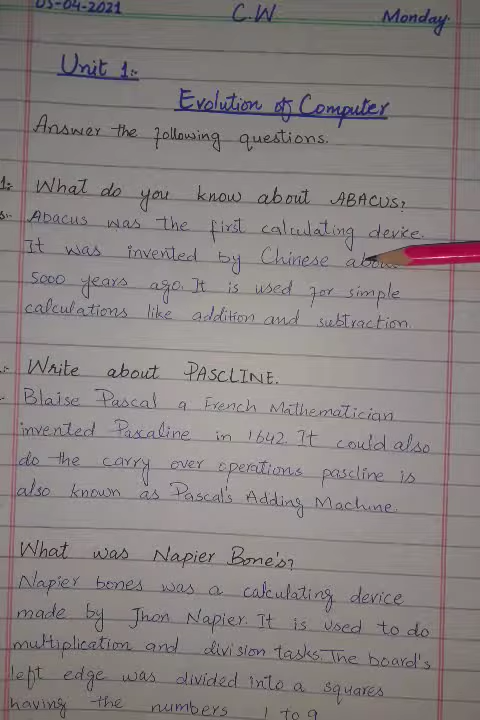 05-04-2021 C.W Monday.
Unit 1:-
Evolution of Computer
Answer the following questions.
1:- What do you know about ABACUS?
s:- Abacus was the first calculating device.
It was invented by Chinese about
5000 years ago. It is used for simple
calculations like addition and subtraction.
:- Write about PASCLINE.
Blaise Pascal a French Mathematician
invented Pascaline in 1642. It could also
do the carry over operations pascline is
also known as Pascal's Adding Machine.
What was Napier Bone's?
Napier bones was a calculating device
made by Jhon Napier. It is used to do
multiplication and division tasks. The board's
left edge was divided into a squares
having the numbers 1 to 9